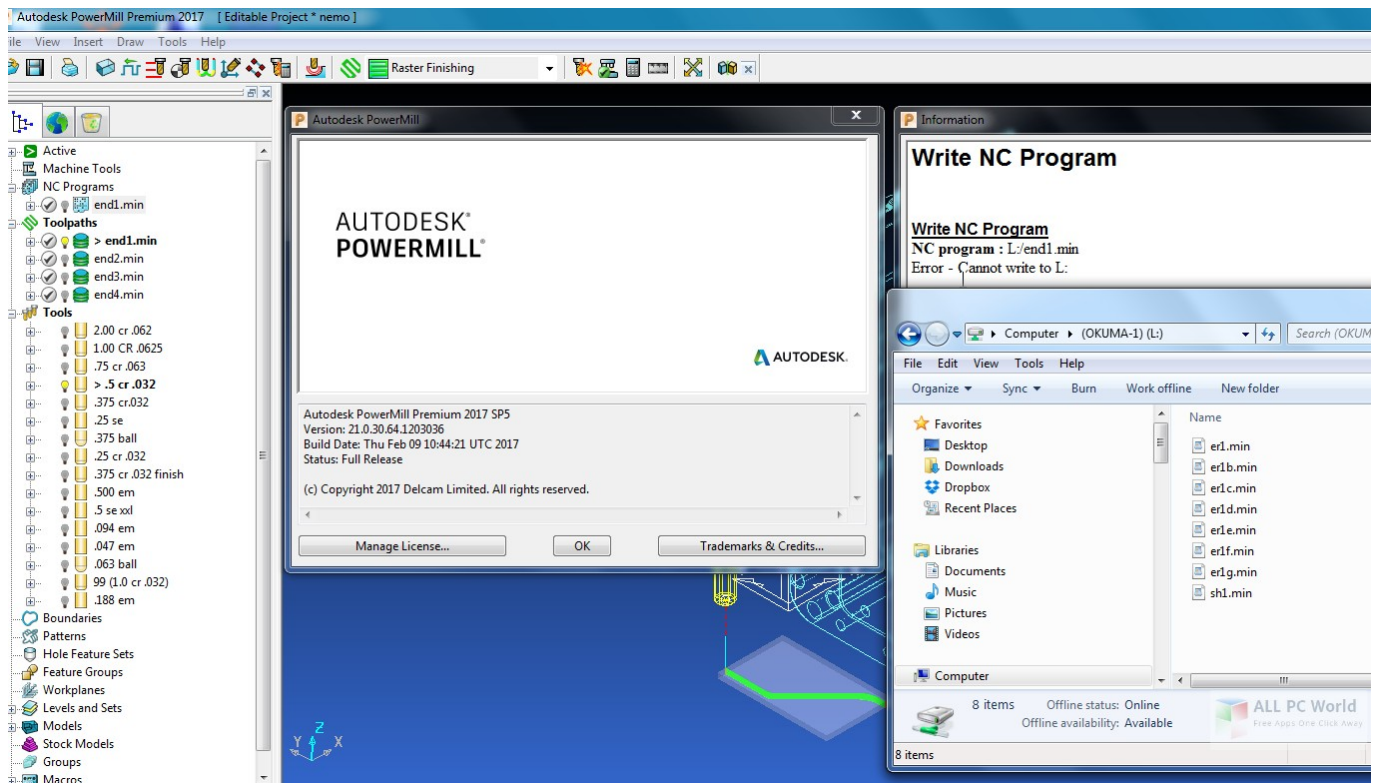 Autodesk PowerMill Premium 2017 [ Editable Project * nemo ]
ile View Insert Draw Tools Help
Raster Finishing
Active
Machine Tools
NC Programs
end1.min
Toolpaths
> end1.min
end2.min
end3.min
end4.min
Tools
2.00 cr .062
1.00 CR .0625
.75 cr .063
> .5 cr .032
.375 cr.032
.25 se
.375 ball
.25 cr .032
.375 cr .032 finish
.500 em
.5 se xxl
.094 em
.047 em
.063 ball
99 (1.0 cr .032)
.188 em
Boundaries
Patterns
Hole Feature Sets
Feature Groups
Workplanes
Levels and Sets
Models
Stock Models
Groups
Macros
Autodesk PowerMill
AUTODESK®
POWERMILL®
AUTODESK.
Autodesk PowerMill Premium 2017 SP5
Version: 21.0.30.64.1203036
Build Date: Thu Feb 09 10:44:21 UTC 2017
Status: Full Release
(c) Copyright 2017 Delcam Limited. All rights reserved.
Manage License... OK Trademarks & Credits...
Z
Y X
Information
Write NC Program
Write NC Program
NC program : L:/end1.min
Error - Cannot write to L:
Computer (OKUMA-1) (L:) Search (OKUM
File Edit View Tools Help
Organize Sync Burn Work offline New folder
Favorites
Desktop
Downloads
Dropbox
Recent Places
Libraries
Documents
Music
Pictures
Videos
Computer
Name
er1.min
er1b.min
er1c.min
er1d.min
er1e.min
er1f.min
er1g.min
sh1.min
8 items Offline status: Online
Offline availability: Available
ALL PC World
Free Apps One Click Away
8 items